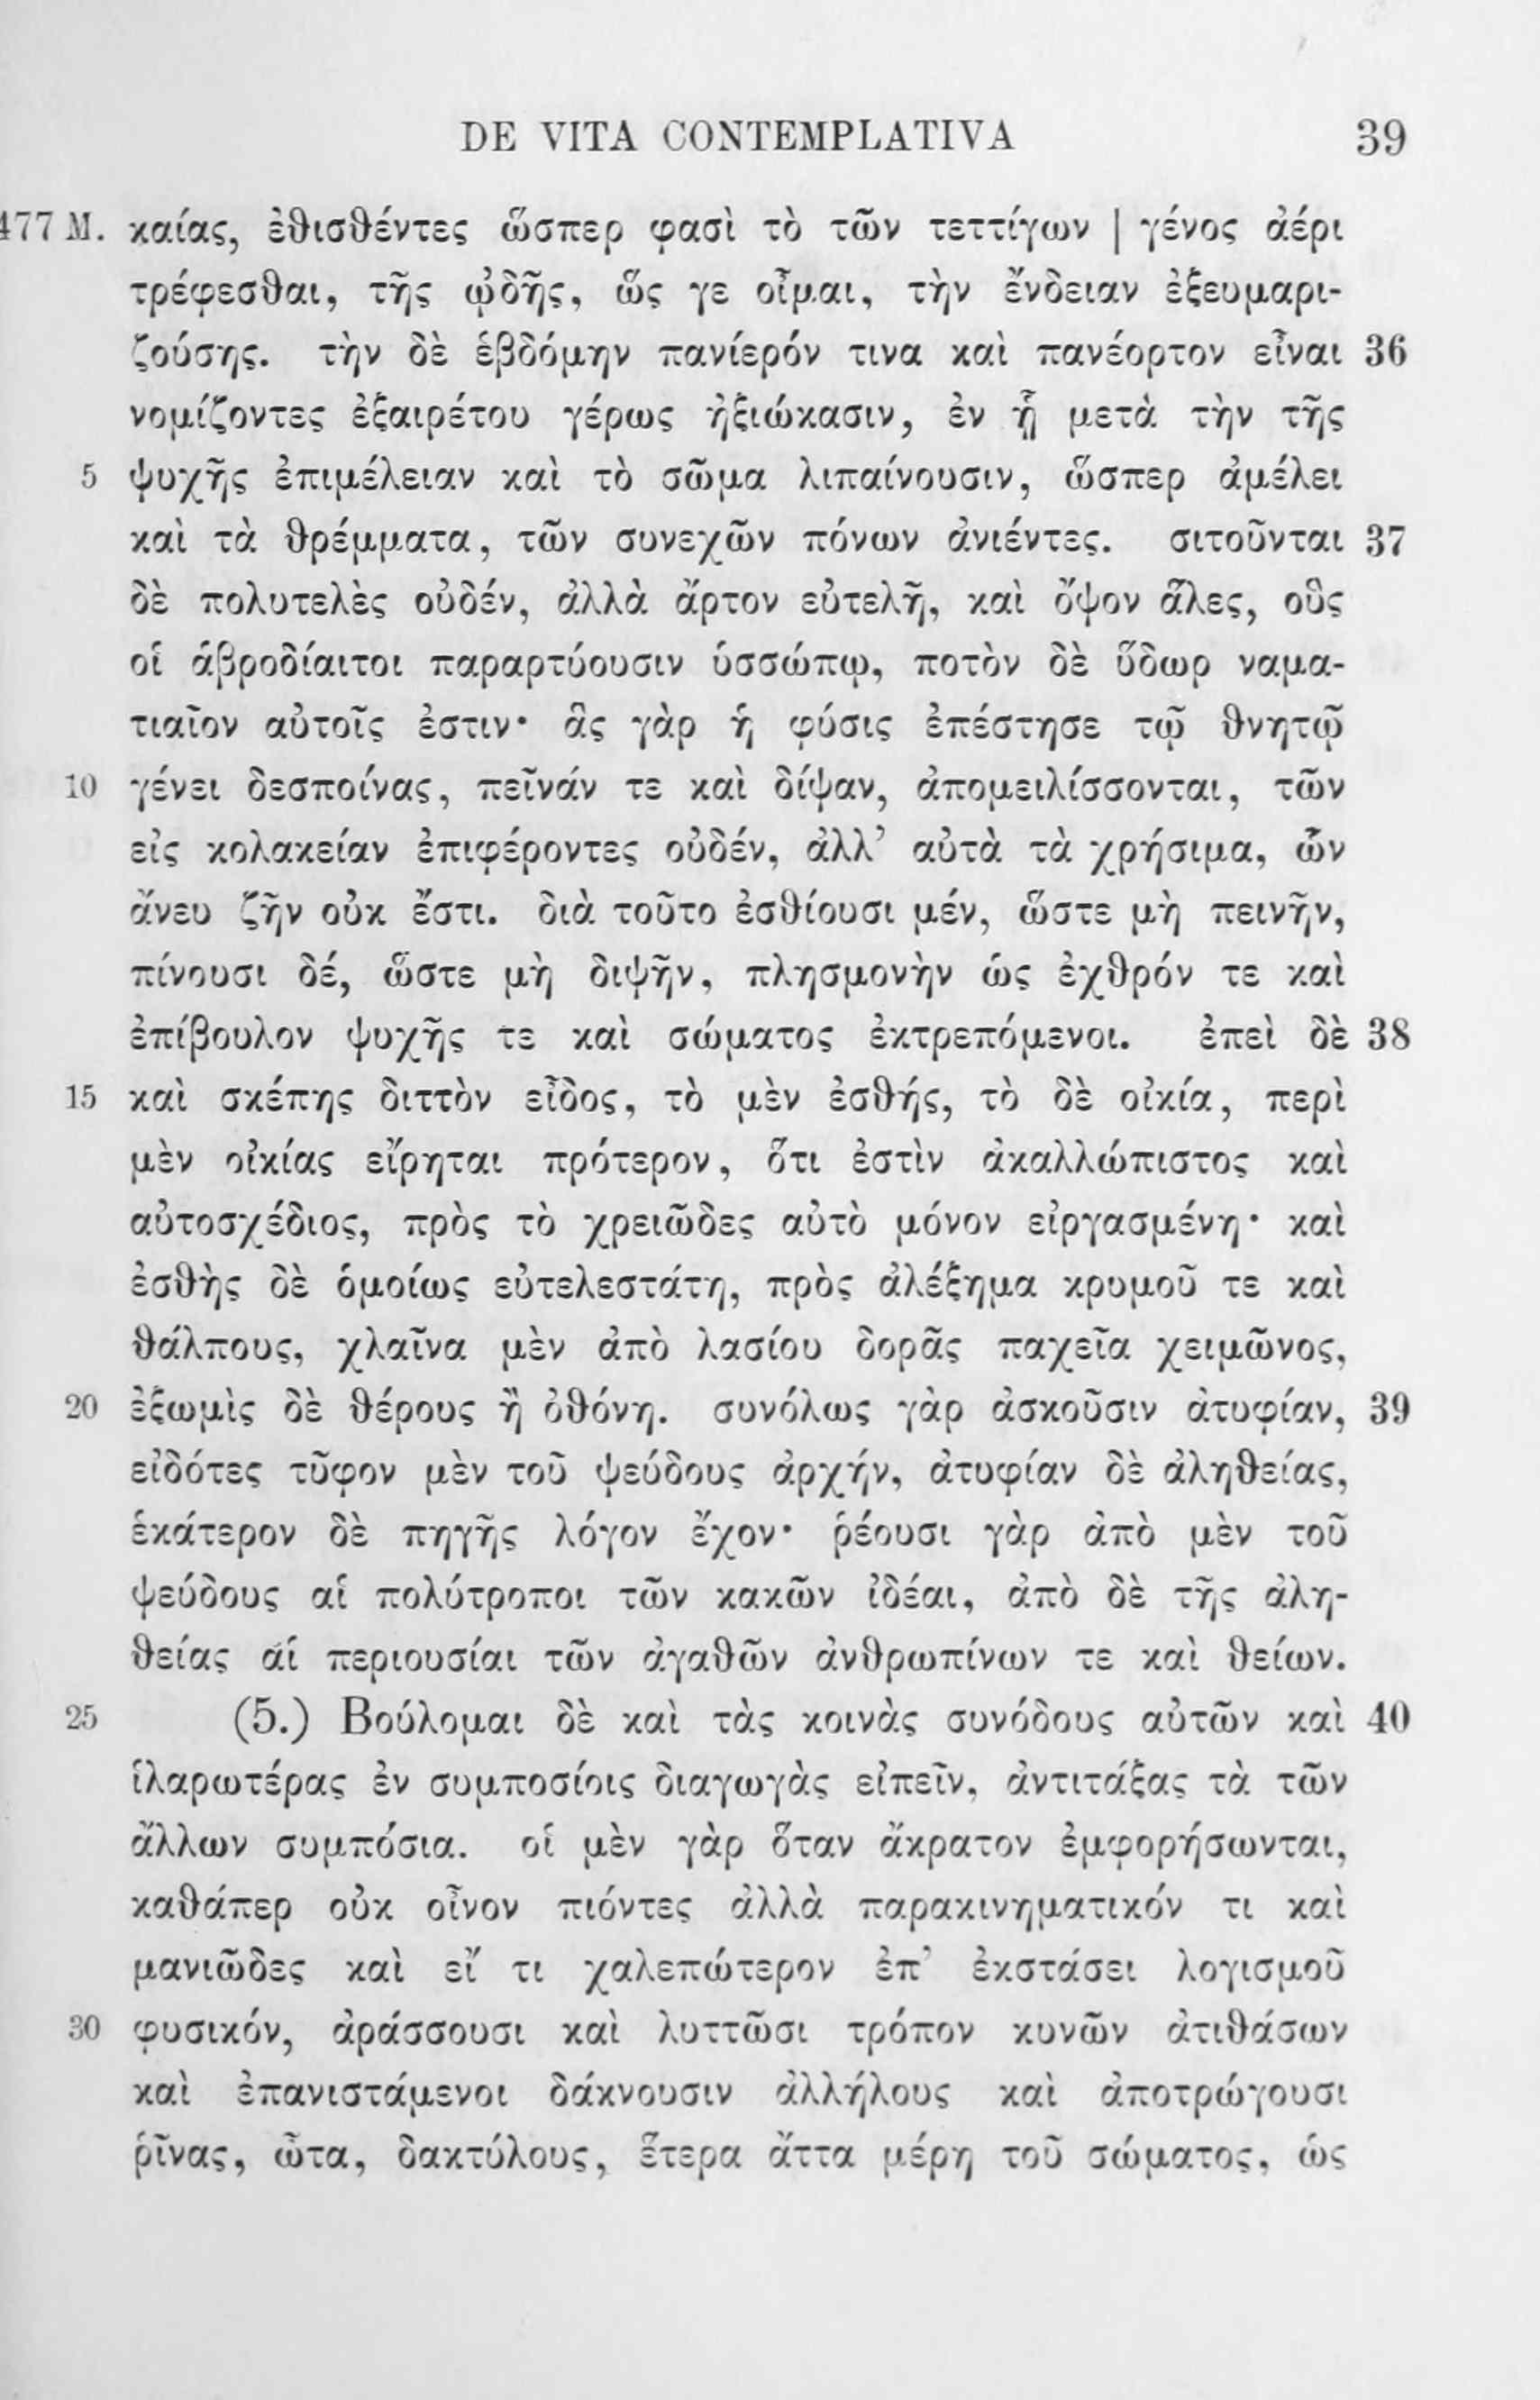 DE VITA CONTEMPLATIVA 39
477 M. καίας, ἐθισθέντες ὥσπερ φασὶ τὸ τῶν τεττίγων | γένος ἀέρι
τρέφεσθαι, τῆς ᾠδῆς, ὥς γε οἶμαι, τὴν ἔνδειαν ἐξευμαρι-
ζούσης. τὴν δὲ ἑβδόμην πανίερόν τινα καὶ πανέορτον εἶναι 36
νομίζοντες ἐξαιρέτου γέρως ἠξιώκασιν, ἐν ᾗ μετὰ τὴν τῆς
5 ψυχῆς ἐπιμέλειαν καὶ τὸ σῶμα λιπαίνουσιν, ὥσπερ ἀμέλει
καὶ τὰ θρέμματα, τῶν συνεχῶν πόνων ἀνιέντες. σιτοῦνται 37
δὲ πολυτελὲς οὐδέν, ἀλλὰ ἄρτον εὐτελῆ, καὶ ὄψον ἅλες, οὓς
οἱ ἁβροδίαιτοι παραρτύουσιν ὑσσώπῳ, ποτὸν δὲ ὕδωρ ναμα-
τιαῖον αὐτοῖς ἐστιν· ἃς γὰρ ἡ φύσις ἐπέστησε τῷ θνητῷ
10 γένει δεσποίνας, πεῖνάν τε καὶ δίψαν, ἀπομειλίσσονται, τῶν
εἰς κολακείαν ἐπιφέροντες οὐδέν, ἀλλ’ αὐτὰ τὰ χρήσιμα, ὧν
ἄνευ ζῆν οὐκ ἔστι. διὰ τοῦτο ἐσθίουσι μέν, ὥστε μὴ πεινῆν,
πίνουσι δέ, ὥστε μὴ διψῆν, πλησμονὴν ὡς ἐχθρόν τε καὶ
ἐπίβουλον ψυχῆς τε καὶ σώματος ἐκτρεπόμενοι. ἐπεὶ δὲ 38
15 καὶ σκέπης διττὸν εἶδος, τὸ μὲν ἐσθής, τὸ δὲ οἰκία, περὶ
μὲν οἰκίας εἴρηται πρότερον, ὅτι ἐστὶν ἀκαλλώπιστος καὶ
αὐτοσχέδιος, πρὸς τὸ χρειῶδες αὐτὸ μόνον εἰργασμένη· καὶ
ἐσθὴς δὲ ὁμοίως εὐτελεστάτη, πρὸς ἀλέξημα κρυμοῦ τε καὶ
θάλπους, χλαῖνα μὲν ἀπὸ λασίου δορᾶς παχεῖα χειμῶνος,
20 ἐξωμὶς δὲ θέρους ἢ ὀθόνη. συνόλως γὰρ ἀσκοῦσιν ἀτυφίαν, 39
εἰδότες τῦφον μὲν τοῦ ψεύδους ἀρχήν, ἀτυφίαν δὲ ἀληθείας,
ἑκάτερον δὲ πηγῆς λόγον ἔχον· ῥέουσι γὰρ ἀπὸ μὲν τοῦ
ψεύδους αἱ πολύτροποι τῶν κακῶν ἰδέαι, ἀπὸ δὲ τῆς ἀλη-
θείας αἱ περιουσίαι τῶν ἀγαθῶν ἀνθρωπίνων τε καὶ θείων.
25 (5.) Βούλομαι δὲ καὶ τὰς κοινὰς συνόδους αὐτῶν καὶ 40
ἱλαρωτέρας ἐν συμποσίοις διαγωγὰς εἰπεῖν, ἀντιτάξας τὰ τῶν
ἄλλων συμπόσια. οἱ μὲν γὰρ ὅταν ἄκρατον ἐμφορήσωνται,
καθάπερ οὐκ οἶνον πιόντες ἀλλὰ παρακινηματικόν τι καὶ
μανιῶδες καὶ εἴ τι χαλεπώτερον ἐπ’ ἐκστάσει λογισμοῦ
30 φυσικόν, ἀράσσουσι καὶ λυττῶσι τρόπον κυνῶν ἀτιθάσων
καὶ ἐπανιστάμενοι δάκνουσιν ἀλλήλους καὶ ἀποτρώγουσι
ῥῖνας, ὦτα, δακτύλους, ἕτερα ἄττα μέρη τοῦ σώματος, ὡς